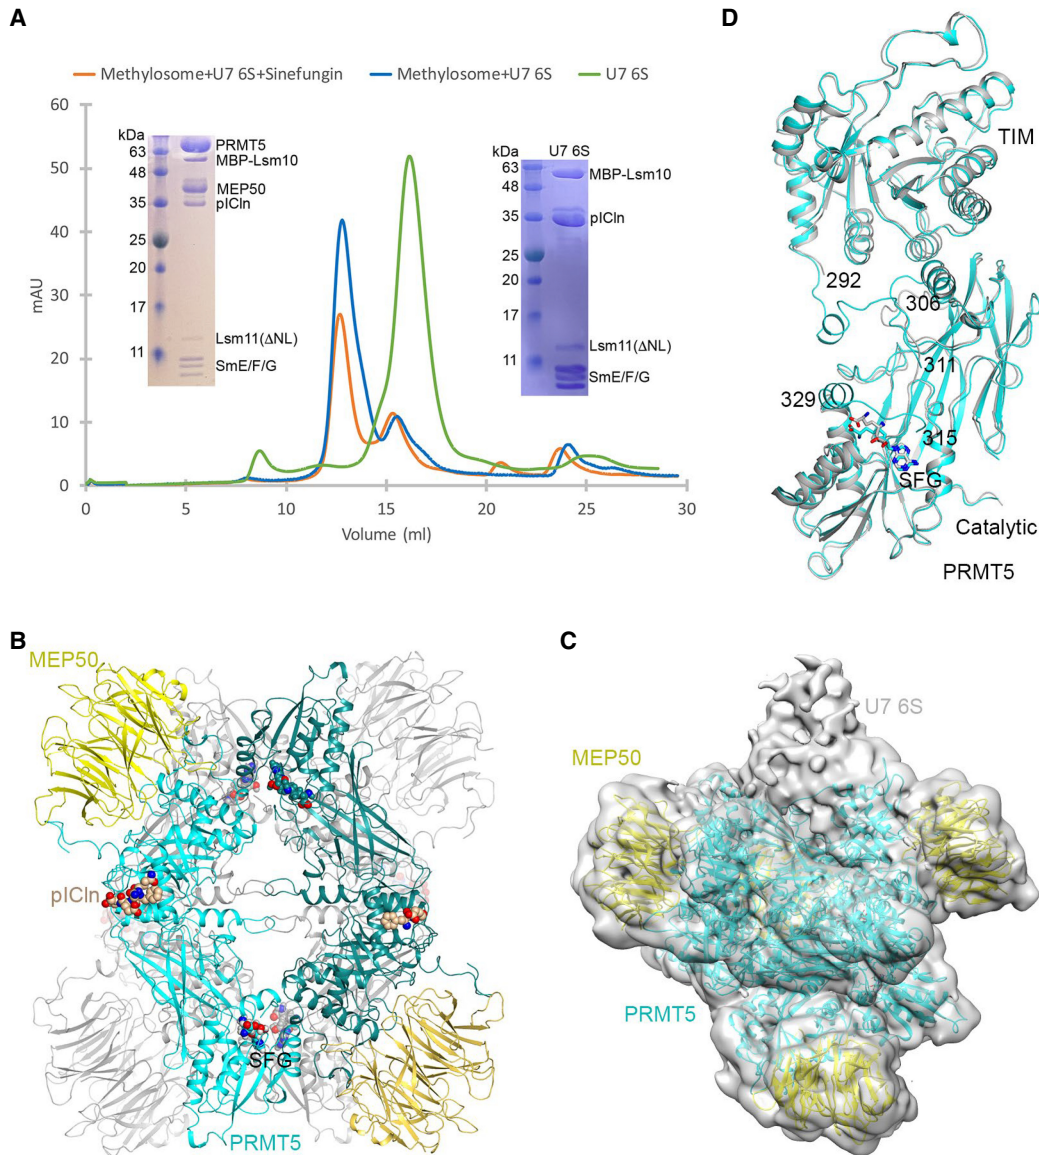 A
Methylosome+U7 6S+Sinefungin
Methylosome+U7 6S
U7 6S
60
50
40
30
20
10
0
mAU
0
5
10
15
20
25
30
Volume (ml)
kDa
63
48
35
25
20
17
11
PRMT5
MBP-Lsm10
MEP50
pICln
Lsm11(ΔNL)
SmE/F/G
kDa
U7 6S
63
48
35
25
20
17
11
MBP-Lsm10
pICln
Lsm11(ΔNL)
SmE/F/G
D
TIM
292
306
311
329
315
SFG
Catalytic
PRMT5
B
MEP50
pICln
SFG
PRMT5
C
U7 6S
MEP50
PRMT5